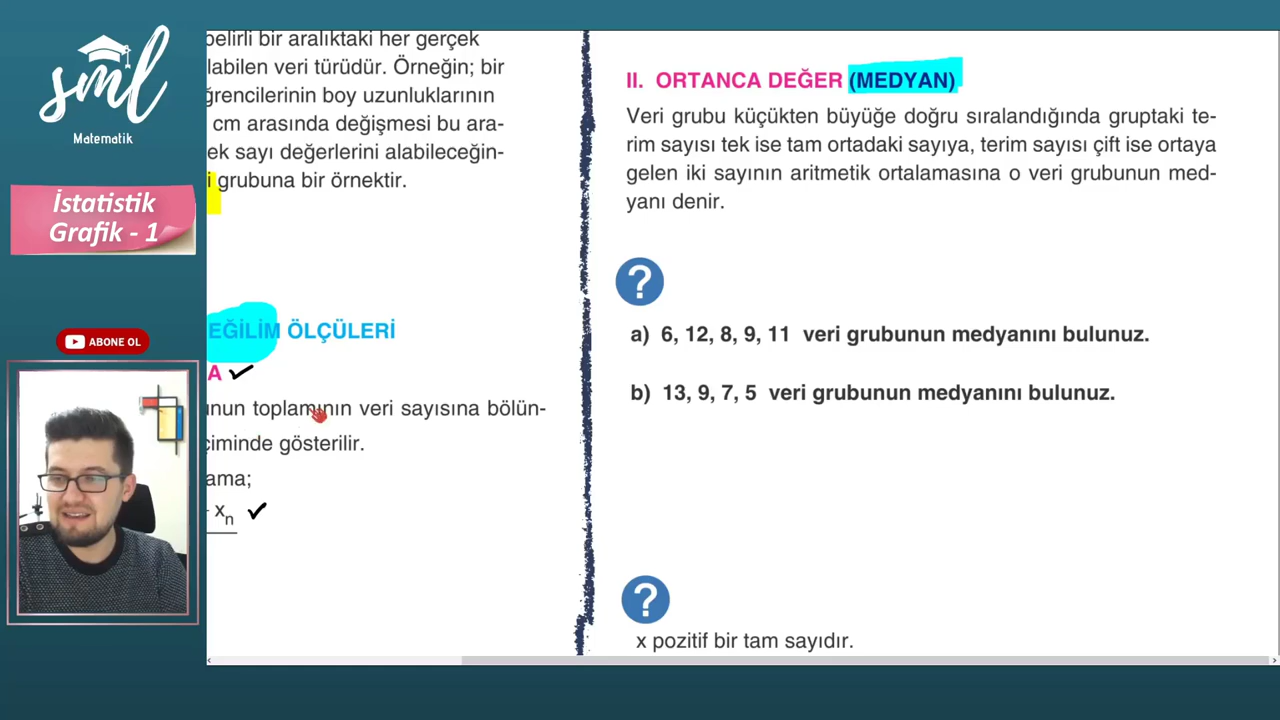 sml
Matematik
İstatistik
Grafik - 1
ABONE OL
belirli bir aralıktaki her gerçek
labilen veri türüdür. Örneğin; bir
ğrencilerinin boy uzunluklarının
cm arasında değişmesi bu ara-
ek sayı değerlerini alabileceğin-
i grubuna bir örnektir.
EĞİLİM ÖLÇÜLERİ
A
unun toplamının veri sayısına bölün-
çiminde gösterilir.
ama;
xn
II. ORTANCA DEĞER (MEDYAN)
Veri grubu küçükten büyüğe doğru sıralandığında gruptaki te-
rim sayısı tek ise tam ortadaki sayıya, terim sayısı çift ise ortaya
gelen iki sayının aritmetik ortalamasına o veri grubunun med-
yanı denir.
?
a) 6, 12, 8, 9, 11 veri grubunun medyanını bulunuz.
b) 13, 9, 7, 5 veri grubunun medyanını bulunuz.
?
x pozitif bir tam sayıdır.